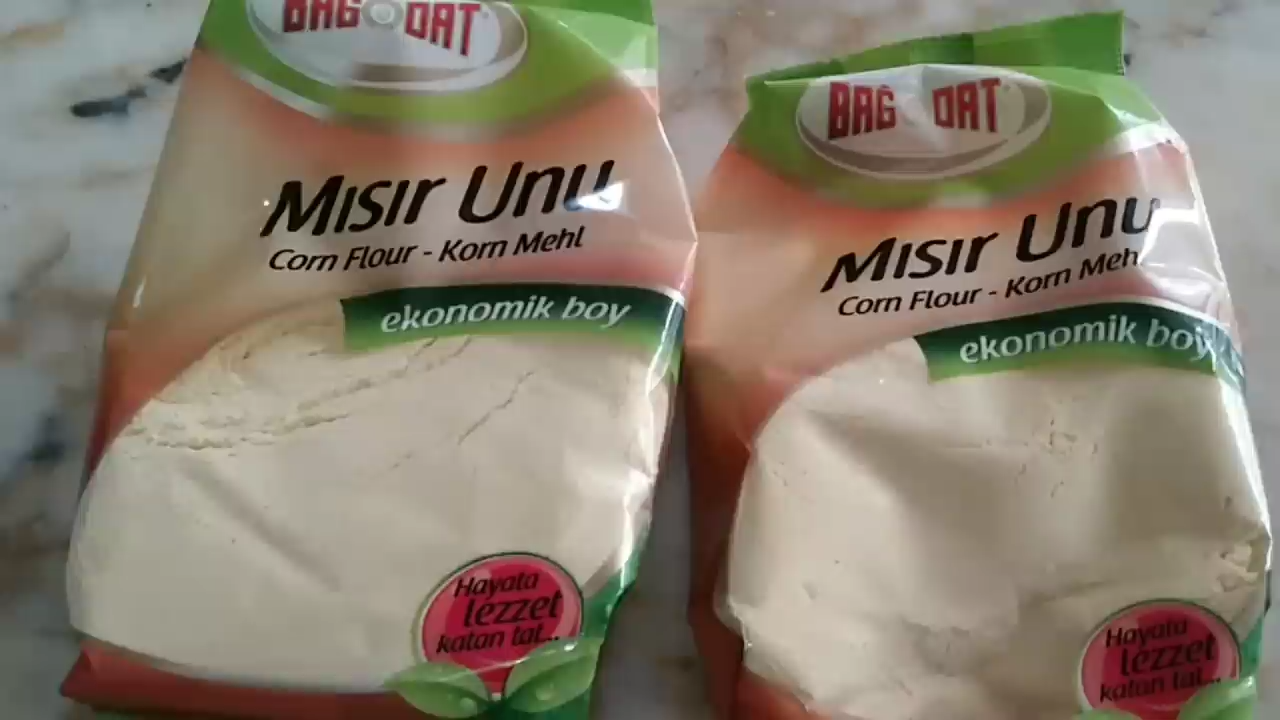 BAĞDAT
Mısır Unu
Corn Flour - Korn Mehl
ekonomik boy
Hayata
lezzet
katan tat...
BAĞDAT
Mısır Unu
Corn Flour - Korn Mehl
ekonomik boy
Hayata
lezzet
katan tat...